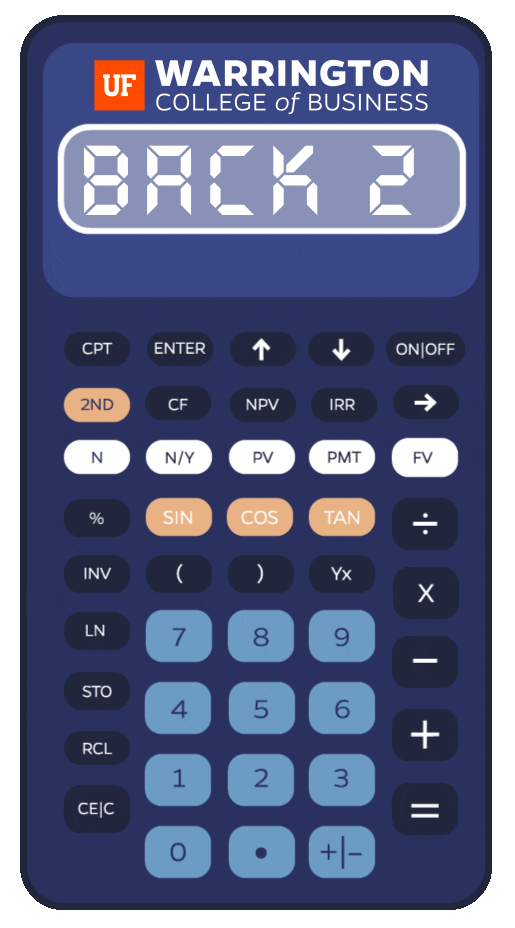 UF WARRINGTON
COLLEGE of BUSINESS
BACK 2
CPT ENTER ↑ ↓ ON|OFF
2ND CF NPV IRR →
N N/Y PV PMT FV
% SIN COS TAN ÷
INV ( ) Yx X
LN 7 8 9 −
STO 4 5 6 +
RCL 1 2 3
CE|C =
0 • +|−